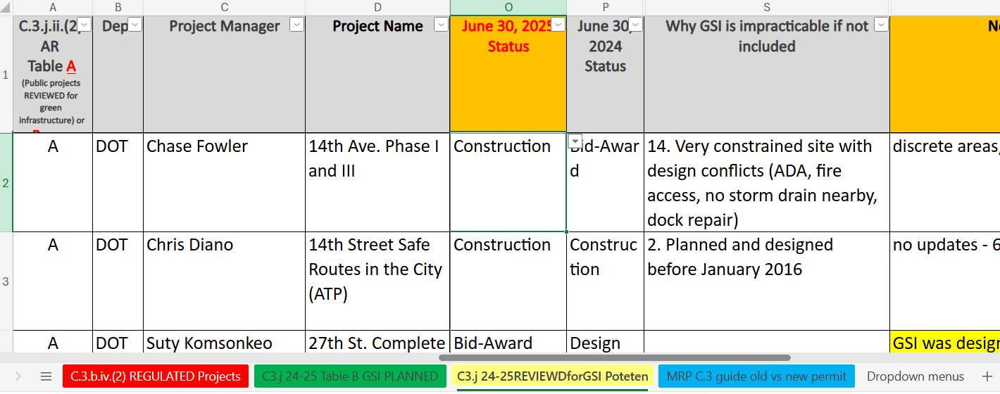 A B C D O P S
C.3.j.ii.(2) Dep Project Manager Project Name June 30, 2025 June 30, Why GSI is impracticable if not
AR Status 2024 included
Table A Status
1
(Public projects
REVIEWED for
green
infrastructure) or
2 A DOT Chase Fowler 14th Ave. Phase I Construction Bid-Awar 14. Very constrained site with discrete areas,
and III d design conflicts (ADA, fire
access, no storm drain nearby,
dock repair)
3 A DOT Chris Diano 14th Street Safe Construction Construc 2. Planned and designed no updates - 6
Routes in the City tion before January 2016
(ATP)
A DOT Suty Komsonkeo 27th St. Complete Bid-Award Design GSI was design
C.3.b.iv.(2) REGULATED Projects C3.j 24-25 Table B GSI PLANNED C3.j 24-25REVIEWDforGSI Poteten MRP C.3 guide old vs new permit Dropdown menus